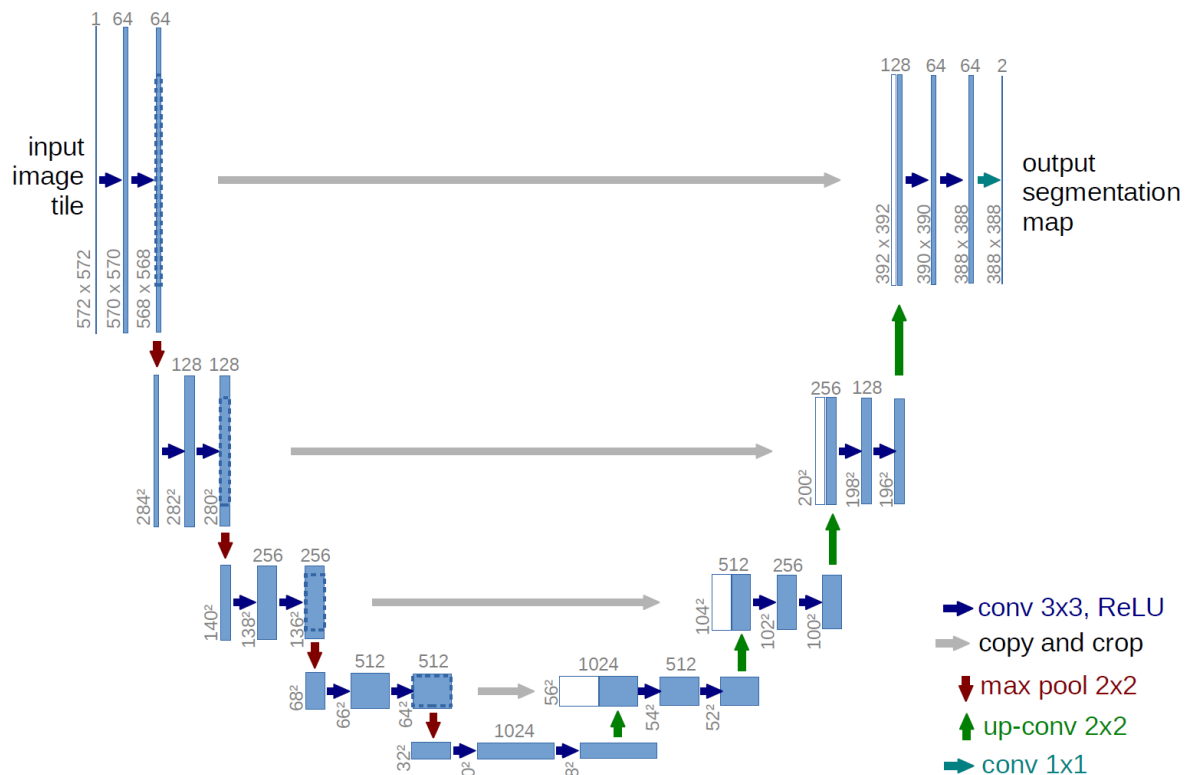 1 64 64
128 64 64 2
input
image
tile
output
segmentation
map
572 x 572
570 x 570
568 x 568
392 x 392
390 x 390
388 x 388
388 x 388
128 128
256 128
284²
282²
280²
200²
198²
196²
256 256
512 256
140²
138²
136²
104²
102²
100²
512 512
1024 512
68²
66²
64²
56²
54²
52²
1024
32²
conv 3x3, ReLU
copy and crop
max pool 2x2
up-conv 2x2
conv 1x1